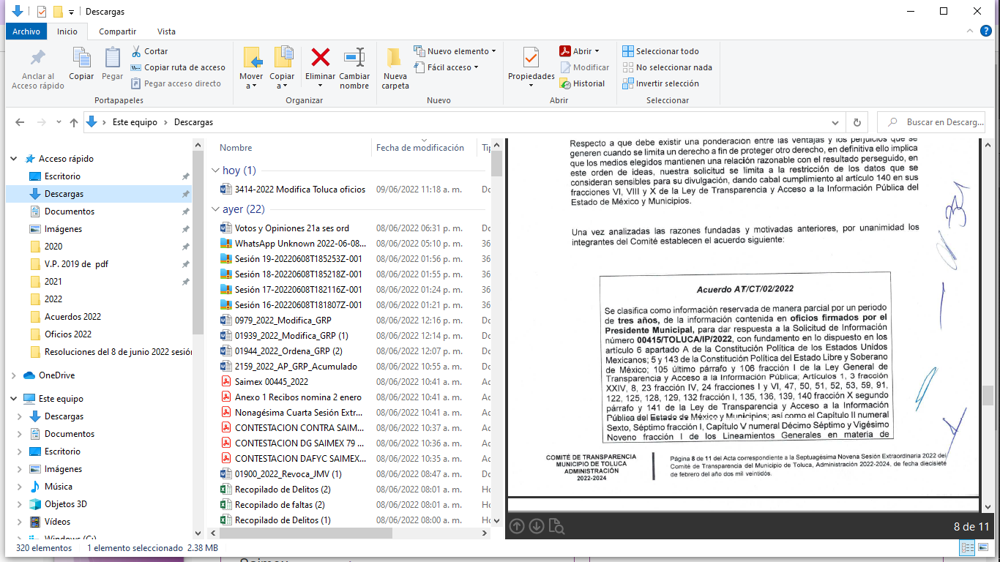 Descargas
Archivo
Inicio
Compartir
Vista
Anclar al
Acceso rápido
Copiar
Pegar
Cortar
Copiar ruta de acceso
Pegar acceso directo
Portapapeles
Mover
a
Copiar
a
Eliminar
Cambiar
nombre
Organizar
Nueva
carpeta
Nuevo elemento
Fácil acceso
Nuevo
Propiedades
Abrir
Modificar
Historial
Abrir
Seleccionar todo
No seleccionar nada
Invertir selección
Seleccionar
Este equipo
Descargas
Buscar en Descarg...
Acceso rápido
Escritorio
Descargas
Documentos
Imágenes
2020
V.P. 2019 de pdf
2021
2022
Acuerdos 2022
Oficios 2022
Resoluciones del 8 de junio 2022 sesión
OneDrive
Este equipo
Descargas
Documentos
Escritorio
Imágenes
Música
Objetos 3D
Vídeos
Windows (C:)
Nombre Fecha de modificación Ti
hoy (1)
3414-2022 Modifica Toluca oficios 09/06/2022 11:18 a. m. Do
ayer (22)
Votos y Opiniones 21a ses ord 08/06/2022 06:31 p. m. Do
WhatsApp Unknown 2022-06-08... 08/06/2022 05:10 p. m. 36
Sesión 19-20220608T185253Z-001 08/06/2022 01:56 p. m. 36
Sesión 18-20220608T185218Z-001 08/06/2022 01:55 p. m. 36
Sesión 17-20220608T182116Z-001 08/06/2022 01:24 p. m. 36
Sesión 16-20220608T181807Z-001 08/06/2022 01:21 p. m. 36
0979_2022_Modifica_GRP 08/06/2022 12:16 p. m. Do
01939_2022_Modifica_GRP (1) 08/06/2022 12:14 p. m. Do
01944_2022_Ordena_GRP (2) 08/06/2022 12:07 p. m. Do
2159_2022_AP_GRP_Acumulado 08/06/2022 10:55 a. m. Do
Saimex 00445_2022 08/06/2022 10:41 a. m. Ac
Anexo 1 Recibos nomina 2 enero 08/06/2022 10:41 a. m. Ac
Nonagésima Cuarta Sesión Extr... 08/06/2022 10:41 a. m. Ac
CONTESTACION CONTRA SAIM... 08/06/2022 10:37 a. m. Ac
CONTESTACION DG SAIMEX 79 ... 08/06/2022 10:36 a. m. Ac
CONTESTACION DAFYC SAIMEX... 08/06/2022 10:35 a. m. Ac
01900_2022_Revoca_JMV (1) 08/06/2022 08:47 a. m. Do
Recopilado de Delitos (2) 08/06/2022 08:01 a. m. Ho
Recopilado de faltas (2) 08/06/2022 08:01 a. m. Ho
Recopilado de Delitos (1) 08/06/2022 08:00 a. m. Ho
Respecto a que debe existir una ponderación entre las ventajas y los perjuicios que se
generen cuando se limita un derecho a fin de proteger otro derecho, en definitiva ello implica
que los medios elegidos mantienen una relación razonable con el resultado perseguido, en
este orden de ideas, nuestra solicitud se limita a la restricción de los datos que se
consideran sensibles para su divulgación, dando cabal cumplimiento al artículo 140 en sus
fracciones VI, VIII y X de la Ley de Transparencia y Acceso a la Información Pública del
Estado de México y Municipios.
Una vez analizadas las razones fundadas y motivadas anteriores, por unanimidad los
integrantes del Comité establecen el acuerdo siguiente:
Acuerdo AT/CT/02/2022
Se clasifica como información reservada de manera parcial por un periodo
de tres años, de la información contenida en oficios firmados por el
Presidente Municipal, para dar respuesta a la Solicitud de Información
número 00415/TOLUCA/IP/2022, con fundamento en lo dispuesto en los
artículo 6 apartado A de la Constitución Política de los Estados Unidos
Mexicanos; 5 y 143 de la Constitución Política del Estado Libre y Soberano
de México; 105 último párrafo y 106 fracción I de la Ley General de
Transparencia y Acceso a la Información Pública; Artículos 1, 3 fracción
XXIV, 8, 23 fracción IV, 24 fracciones I y VI, 47, 50, 51, 52, 53, 59, 91,
122, 125, 128, 129, 132 fracción I, 135, 136, 139, 140 fracción X segundo
párrafo y 141 de la Ley de Transparencia y Acceso a la Información
Pública del Estado de México y Municipios; así como el Capítulo II numeral
Sexto, Séptimo fracción I, Capítulo V numeral Décimo Séptimo y Vigésimo
Noveno fracción I de los Lineamientos Generales en materia de
COMITÉ DE TRANSPARENCIA
MUNICIPIO DE TOLUCA
ADMINISTRACIÓN
2022-2024
Página 8 de 11 del Acta correspondiente a la Septuagésima Novena Sesión Extraordinaria 2022 del
Comité de Transparencia del Municipio de Toluca, Administración 2022-2024, de fecha diecisiete
de febrero del año dos mil veintidós.
8 de 11
320 elementos 1 elemento seleccionado 2.38 MB